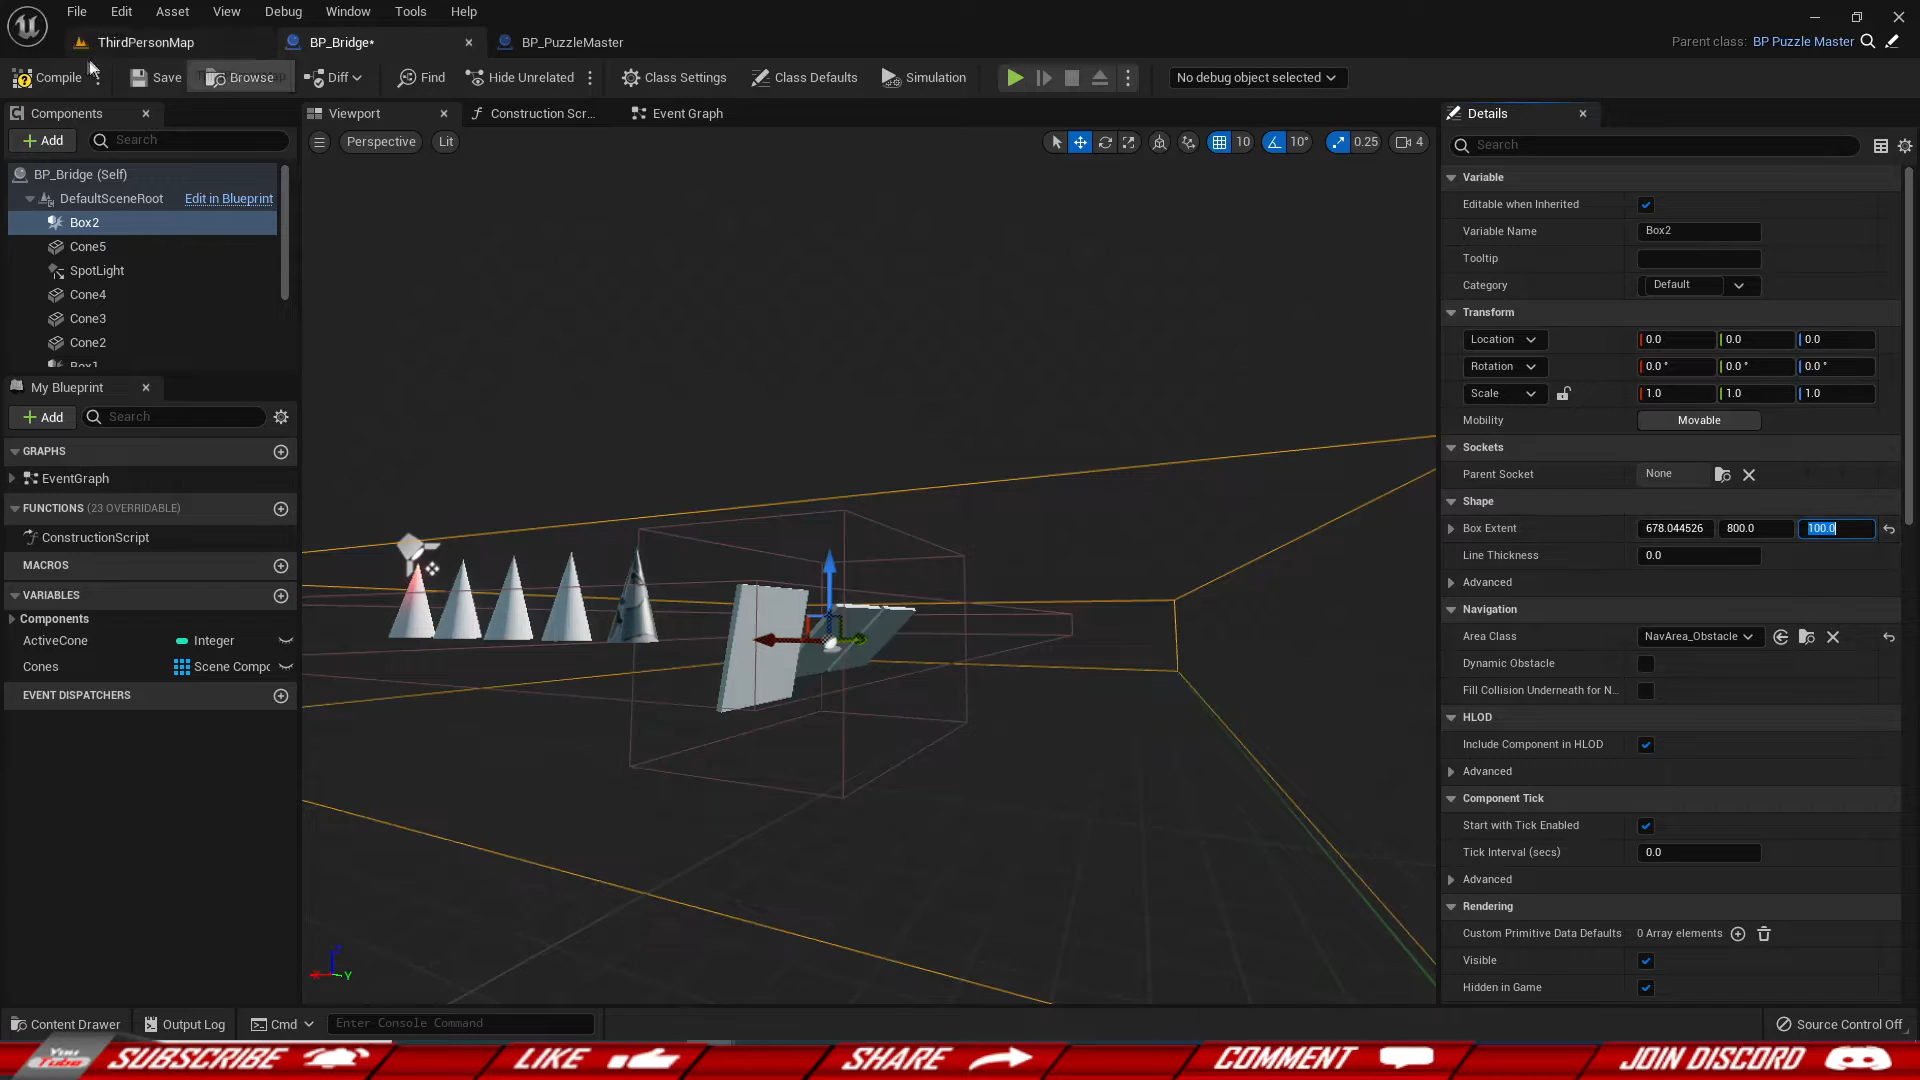 File Edit Asset View Debug Window Tools Help
ThirdPersonMap BP_Bridge* BP_PuzzleMaster
Parent class: BP Puzzle Master
Compile Save Browse Diff Find Hide Unrelated Class Settings Class Defaults Simulation No debug object selected
Components Viewport Construction Scr... Event Graph Details
Add Search Perspective Lit 10 10° 0.25 4 Search
BP_Bridge (Self)
DefaultSceneRoot Edit in Blueprint
Box2
Cone5
SpotLight
Cone4
Cone3
Cone2
Box1
My Blueprint
Add Search
GRAPHS
EventGraph
FUNCTIONS (23 OVERRIDABLE)
ConstructionScript
MACROS
VARIABLES
Components
ActiveCone Integer
Cones Scene Compc
EVENT DISPATCHERS
Z
Y
Variable
Editable when Inherited
Variable Name Box2
Tooltip
Category Default
Transform
Location 0.0 0.0 0.0
Rotation 0.0 ° 0.0 ° 0.0 °
Scale 1.0 1.0 1.0
Mobility Movable
Sockets
Parent Socket None
Shape
Box Extent 678.044526 800.0 100.0
Line Thickness 0.0
Advanced
Navigation
Area Class NavArea_Obstacle
Dynamic Obstacle
Fill Collision Underneath for N...
HLOD
Include Component in HLOD
Advanced
Component Tick
Start with Tick Enabled
Tick Interval (secs) 0.0
Advanced
Rendering
Custom Primitive Data Defaults 0 Array elements
Visible
Hidden in Game
Content Drawer Output Log Cmd Enter Console Command Source Control Off
You Tube SUBSCRIBE LIKE SHARE COMMENT JOIN DISCORD